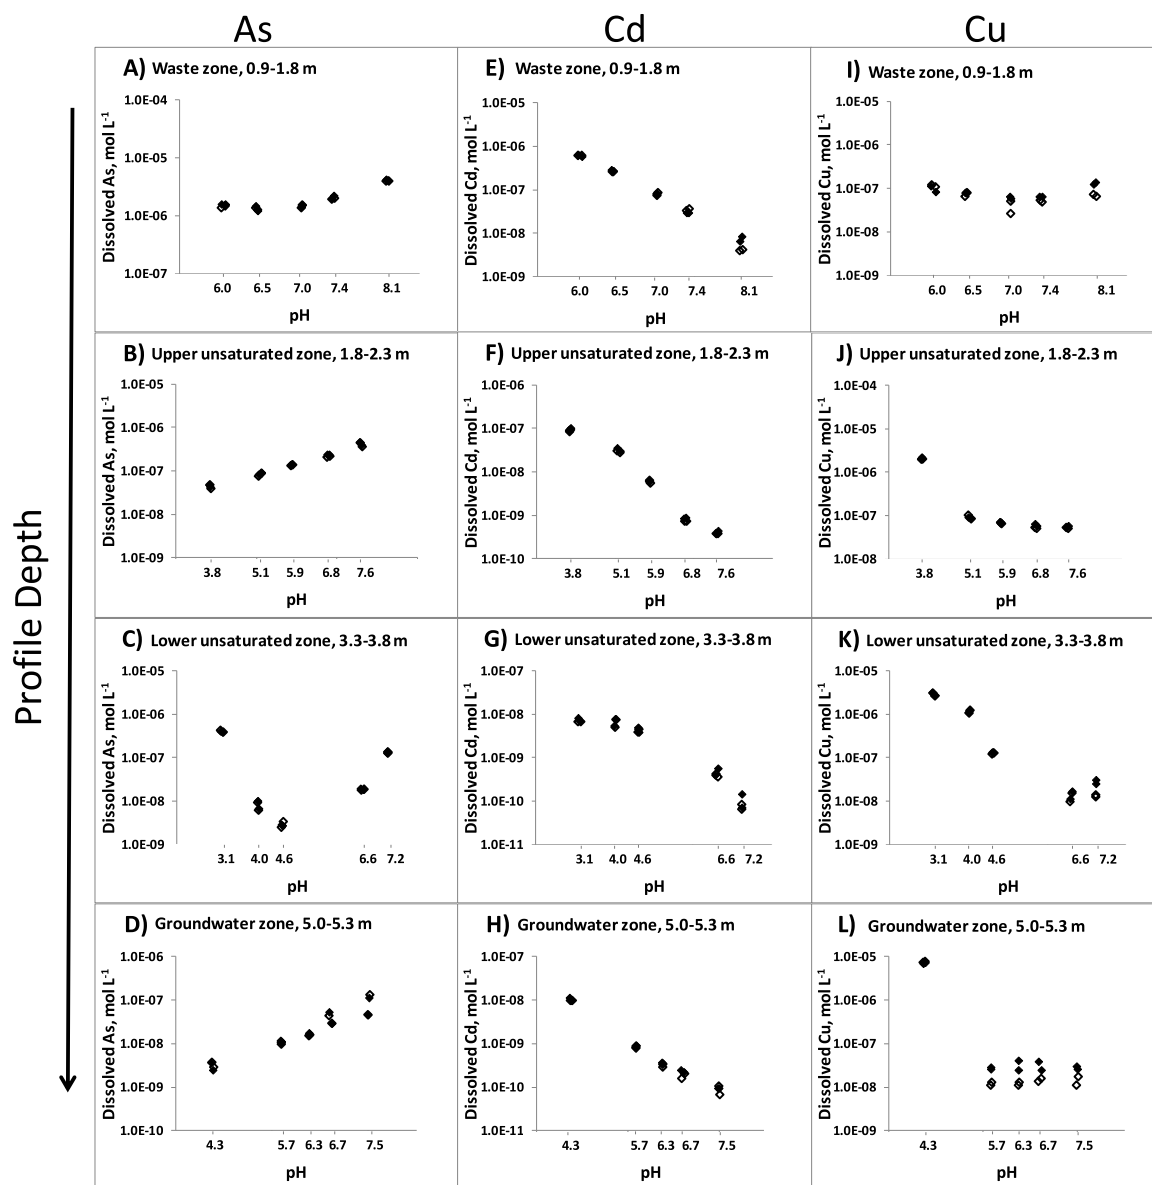 As
Cd
Cu
Profile Depth
A) Waste zone, 0.9-1.8 m
Dissolved As, mol L-1
1.0E-04
1.0E-05
1.0E-06
1.0E-07
6.0 6.5 7.0 7.4 8.1
pH
E) Waste zone, 0.9-1.8 m
Dissolved Cd, mol L-1
1.0E-05
1.0E-06
1.0E-07
1.0E-08
1.0E-09
6.0 6.5 7.0 7.4 8.1
pH
I) Waste zone, 0.9-1.8 m
Dissolved Cu, mol L-1
1.0E-05
1.0E-06
1.0E-07
1.0E-08
1.0E-09
6.0 6.5 7.0 7.4 8.1
pH
B) Upper unsaturated zone, 1.8-2.3 m
Dissolved As, mol L-1
1.0E-05
1.0E-06
1.0E-07
1.0E-08
1.0E-09
3.8 5.1 5.9 6.8 7.6
pH
F) Upper unsaturated zone, 1.8-2.3 m
Dissolved Cd, mol L-1
1.0E-06
1.0E-07
1.0E-08
1.0E-09
1.0E-10
3.8 5.1 5.9 6.8 7.6
pH
J) Upper unsaturated zone, 1.8-2.3 m
Dissolved Cu, mol L-1
1.0E-04
1.0E-05
1.0E-06
1.0E-07
1.0E-08
3.8 5.1 5.9 6.8 7.6
pH
C) Lower unsaturated zone, 3.3-3.8 m
Dissolved As, mol L-1
1.0E-05
1.0E-06
1.0E-07
1.0E-08
1.0E-09
3.1 4.0 4.6 6.6 7.2
pH
G) Lower unsaturated zone, 3.3-3.8 m
Dissolved Cd, mol L-1
1.0E-07
1.0E-08
1.0E-09
1.0E-10
1.0E-11
3.1 4.0 4.6 6.6 7.2
pH
K) Lower unsaturated zone, 3.3-3.8 m
Dissolved Cu, mol L-1
1.0E-05
1.0E-06
1.0E-07
1.0E-08
1.0E-09
3.1 4.0 4.6 6.6 7.2
pH
D) Groundwater zone, 5.0-5.3 m
Dissolved As, mol L-1
1.0E-06
1.0E-07
1.0E-08
1.0E-09
1.0E-10
4.3 5.7 6.3 6.7 7.5
pH
H) Groundwater zone, 5.0-5.3 m
Dissolved Cd, mol L-1
1.0E-07
1.0E-08
1.0E-09
1.0E-10
1.0E-11
4.3 5.7 6.3 6.7 7.5
pH
L) Groundwater zone, 5.0-5.3 m
Dissolved Cu, mol L-1
1.0E-05
1.0E-06
1.0E-07
1.0E-08
1.0E-09
4.3 5.7 6.3 6.7 7.5
pH